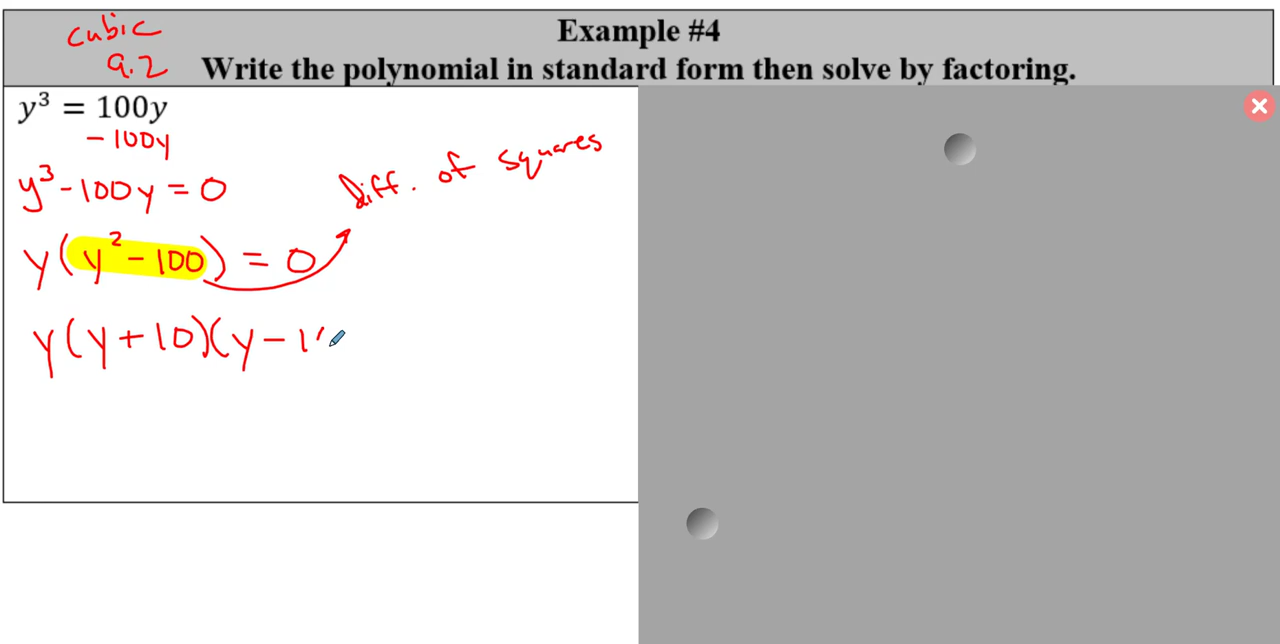 cubic
9.2
Example #4
Write the polynomial in standard form then solve by factoring.
y³ = 100y
- 100y
y³ - 100y = 0
diff. of squares
y(y² - 100) = 0
y(y + 10)(y - 1